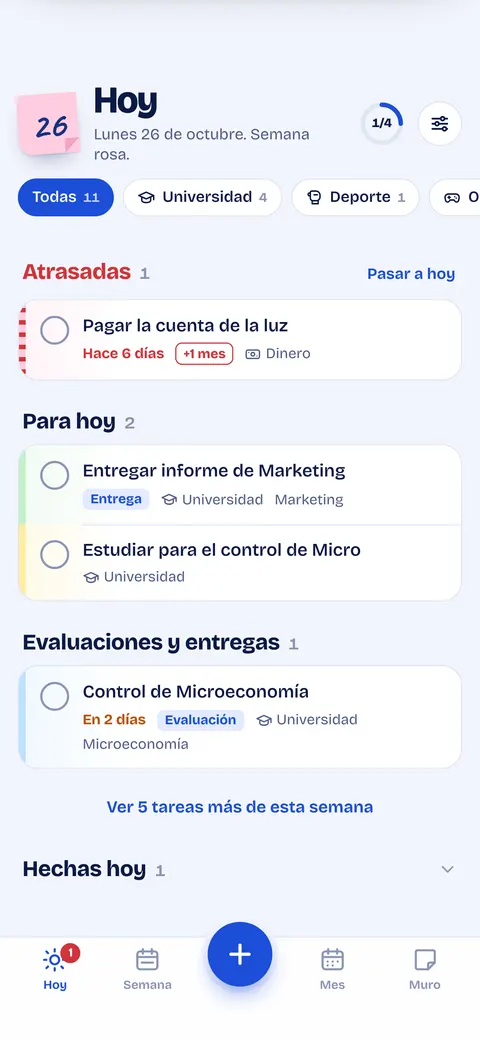 26
Hoy
Lunes 26 de octubre. Semana
rosa.
1/4
Todas 11
Universidad 4
Deporte 1
Atrasadas 1
Pasar a hoy
Pagar la cuenta de la luz
Hace 6 días +1 mes Dinero
Para hoy 2
Entregar informe de Marketing
Entrega Universidad Marketing
Estudiar para el control de Micro
Universidad
Evaluaciones y entregas 1
Control de Microeconomía
En 2 días Evaluación Universidad
Microeconomía
Ver 5 tareas más de esta semana
Hechas hoy 1
1
Hoy
Semana
Mes
Muro